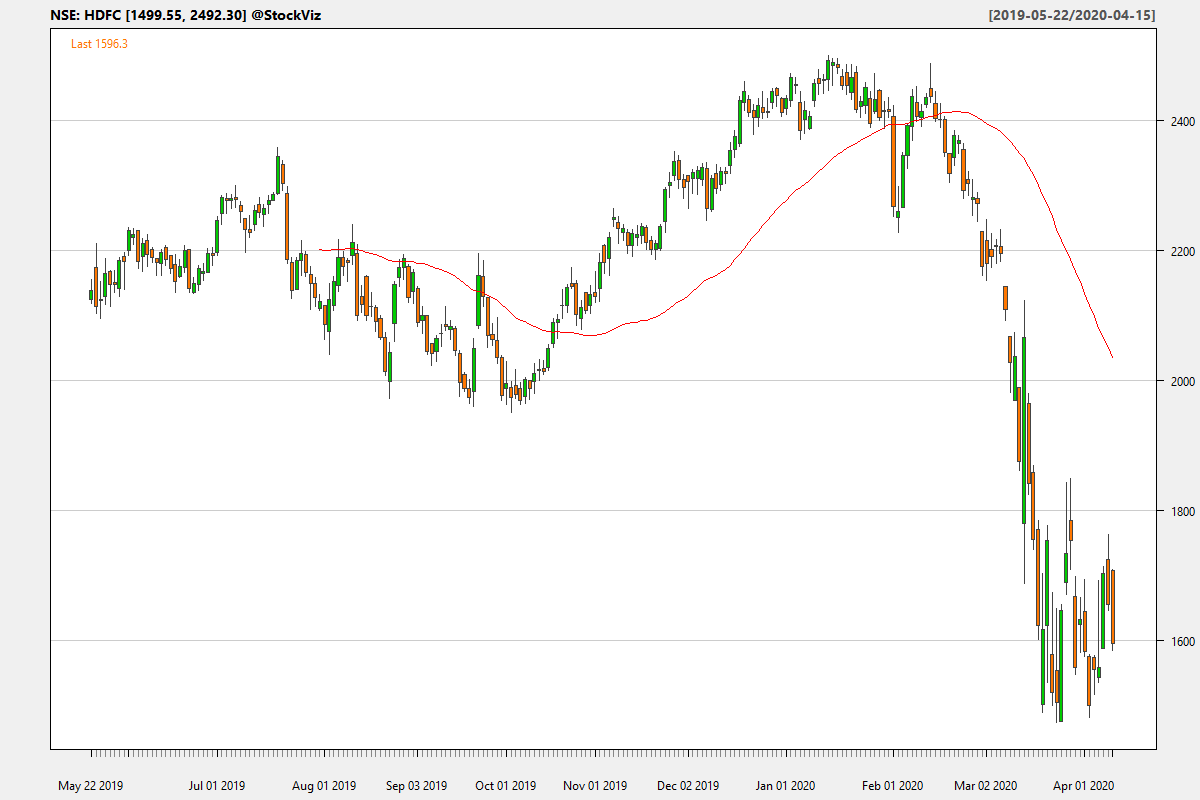 NSE: HDFC [1499.55, 2492.30] @StockViz [2019-05-22/2020-04-15]
Last 1596.3
2400
2200
2000
1800
1600
May 22 2019 Jul 01 2019 Aug 01 2019 Sep 03 2019 Oct 01 2019 Nov 01 2019 Dec 02 2019 Jan 01 2020 Feb 01 2020 Mar 02 2020 Apr 01 2020